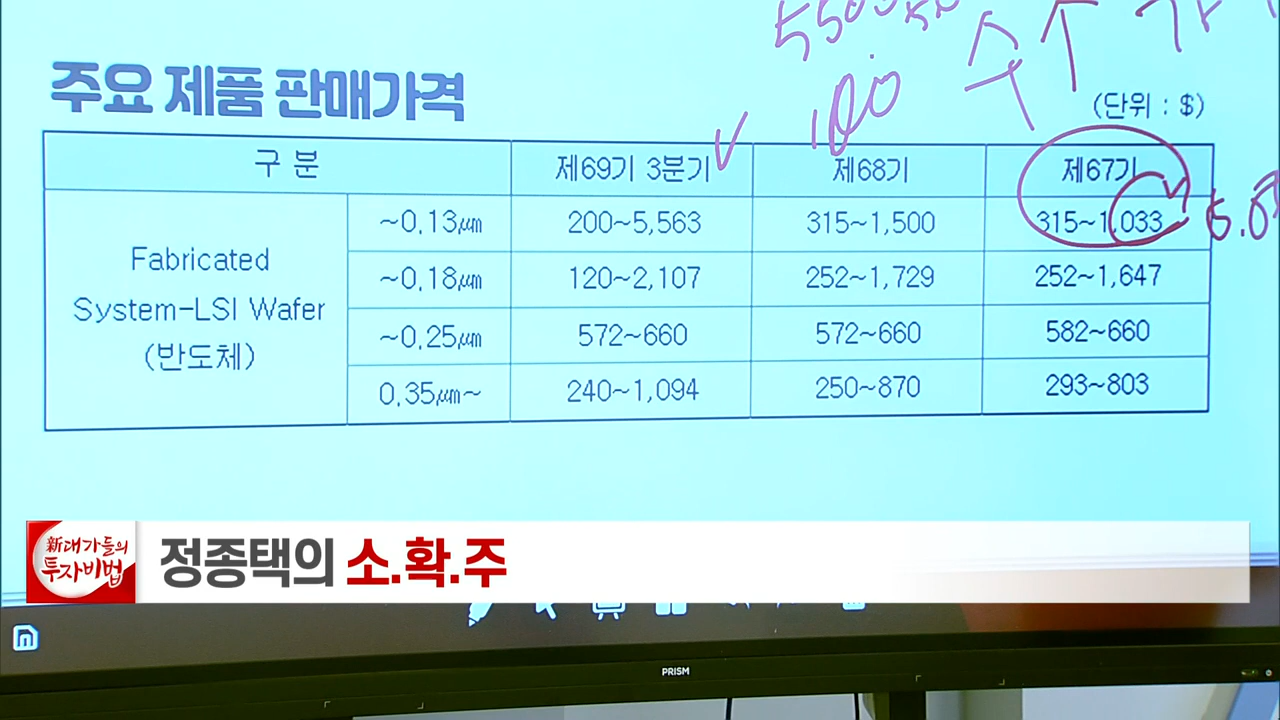 주요 제품 판매가격
(단위 : $)
구 분 제69기 3분기 제68기 제67기
Fabricated System-LSI Wafer (반도체)
~0.13㎛ 200~5,563 315~1,500 315~1,033
~0.18㎛ 120~2,107 252~1,729 252~1,647
~0.25㎛ 572~660 572~660 582~660
0.35㎛~ 240~1,094 250~870 293~803
100
新대가들의
투자비법
정종택의 소.확.주
PRISM